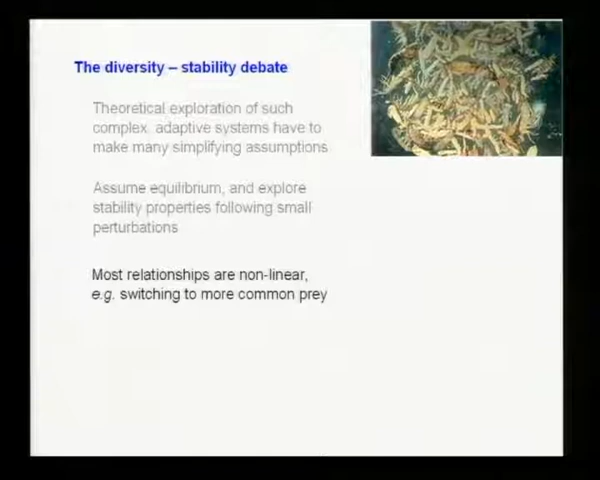 The diversity – stability debate
Theoretical exploration of such
complex, adaptive systems have to
make many simplifying assumptions
Assume equilibrium, and explore
stability properties following small
perturbations
Most relationships are non-linear,
e.g. switching to more common prey